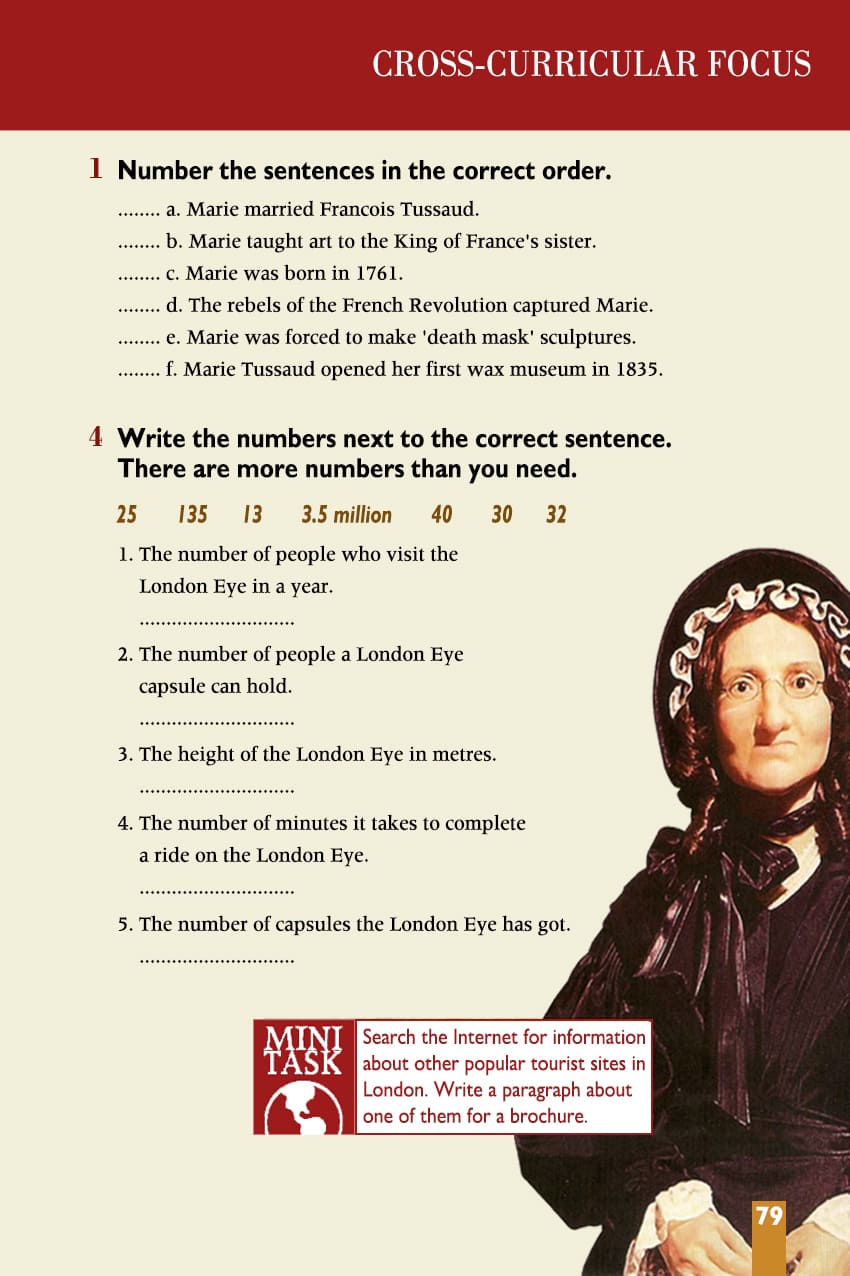 CROSS-CURRICULAR FOCUS
1 Number the sentences in the correct order.
........ a. Marie married Francois Tussaud.
........ b. Marie taught art to the King of France's sister.
........ c. Marie was born in 1761.
........ d. The rebels of the French Revolution captured Marie.
........ e. Marie was forced to make 'death mask' sculptures.
........ f. Marie Tussaud opened her first wax museum in 1835.
4 Write the numbers next to the correct sentence.
There are more numbers than you need.
25 135 13 3.5 million 40 30 32
1. The number of people who visit the
London Eye in a year.
.............................
2. The number of people a London Eye
capsule can hold.
.............................
3. The height of the London Eye in metres.
.............................
4. The number of minutes it takes to complete
a ride on the London Eye.
.............................
5. The number of capsules the London Eye has got.
.............................
MINI
TASK
Search the Internet for information
about other popular tourist sites in
London. Write a paragraph about
one of them for a brochure.
79